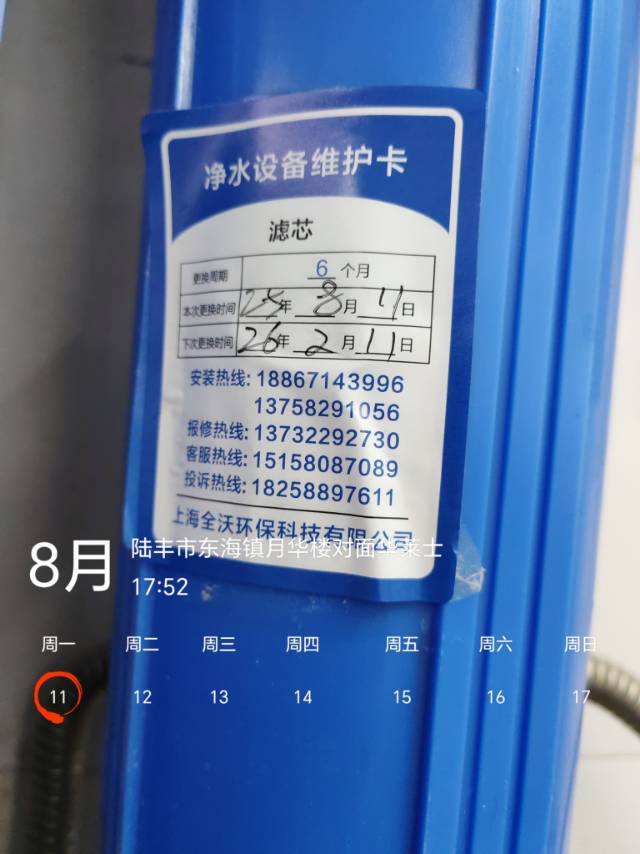 净水设备维护卡
滤芯
更换周期 6 个月
本次更换时间 25年 8月 11日
下次更换时间 26年 2月 11日
安装热线: 18867143996
13758291056
报修热线: 13732292730
客服热线: 15158087089
投诉热线: 18258897611
上海全沃环保科技有限公司
8月
陆丰市东海镇月华楼对面华莱士
17:52
周一 周二 周三 周四 周五 周六 周日
11 12 13 14 15 16 17